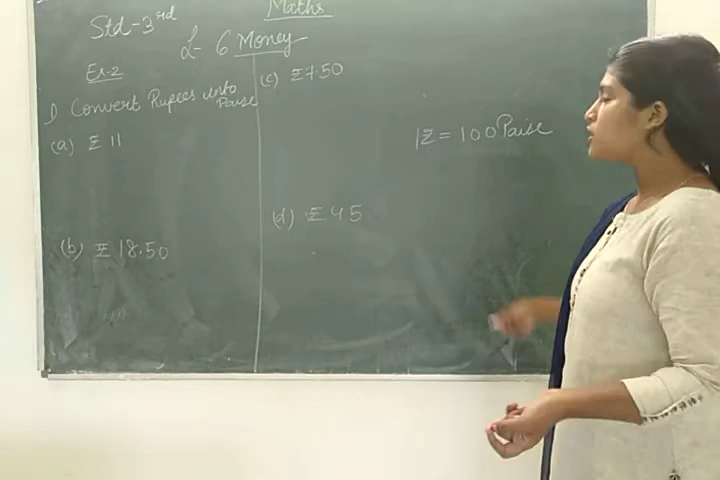 Maths
Std-3rd
L-6 Money
Ex-2
1) Convert Rupees into Paise
(a) ₹ 11
(b) ₹ 18.50
(c) ₹7.50
(d) ₹ 45
1₹ = 100 Paise